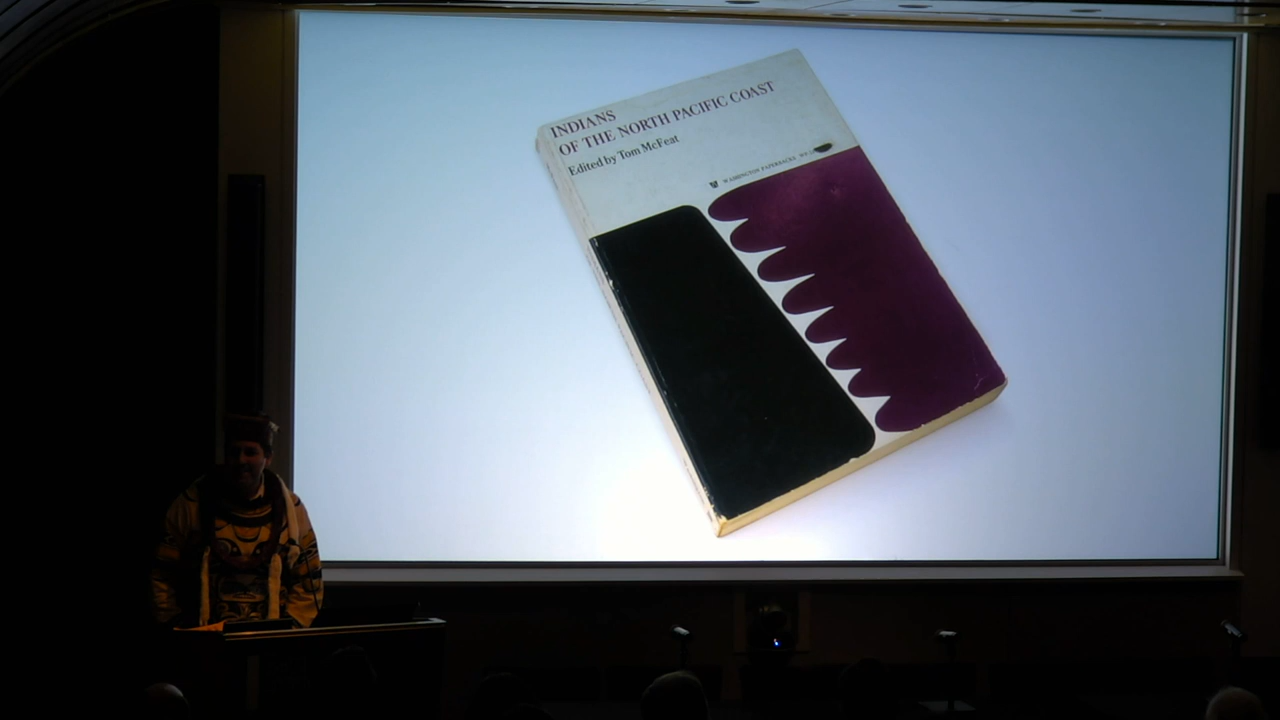 INDIANS
OF THE NORTH PACIFIC COAST
Edited by Tom McFeat
WASHINGTON PAPERBACKS